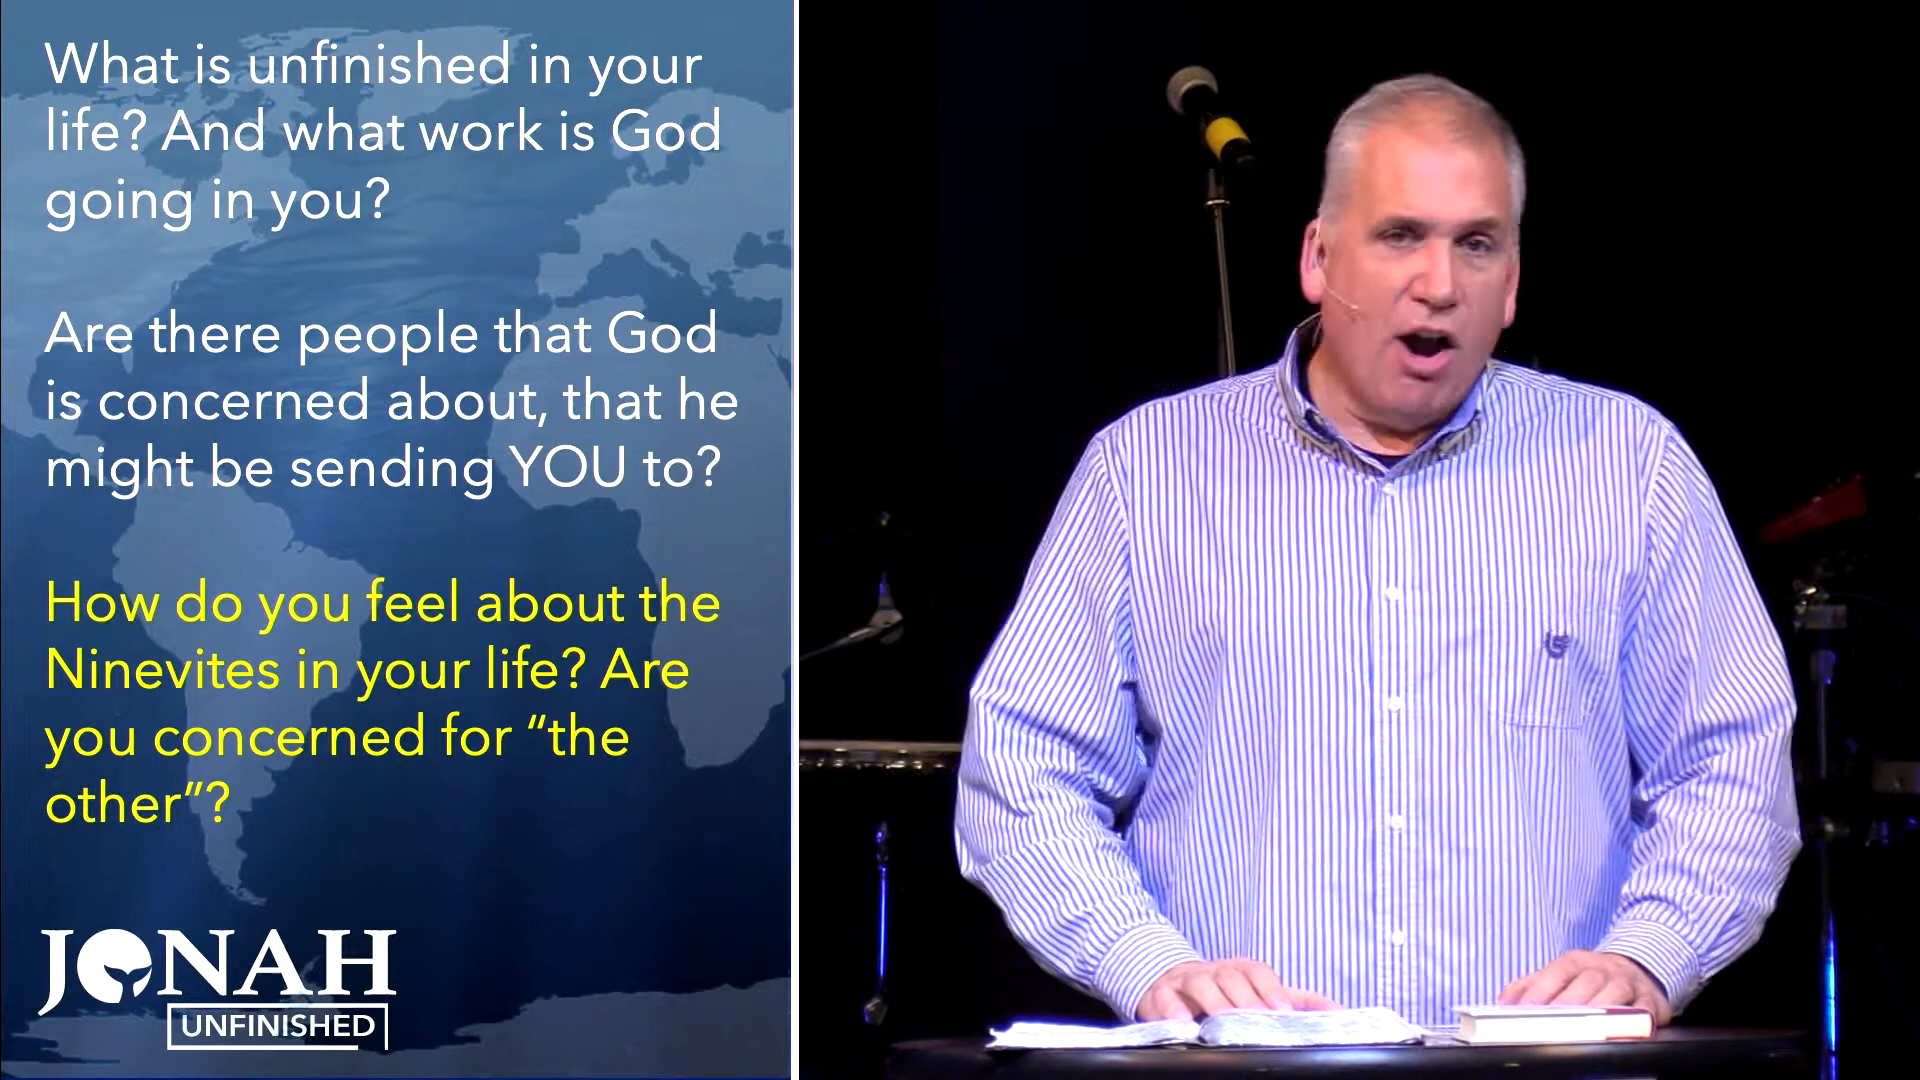 What is unfinished in your
life? And what work is God
going in you?
Are there people that God
is concerned about, that he
might be sending YOU to?
How do you feel about the
Ninevites in your life? Are
you concerned for “the
other”?
JONAH
UNFINISHED